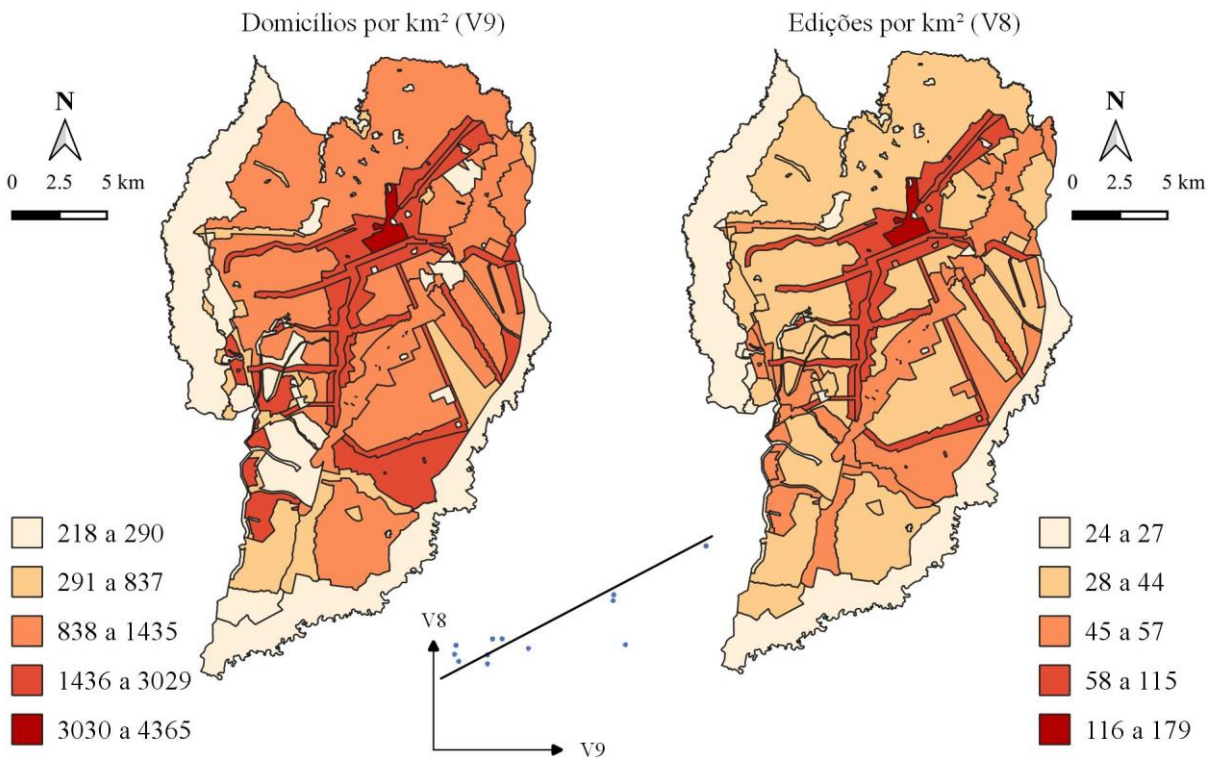 Domicílios por km² (V9)
Edições por km² (V8)
N
0 2.5 5 km
N
0 2.5 5 km
218 a 290
291 a 837
838 a 1435
1436 a 3029
3030 a 4365
V8
V9
24 a 27
28 a 44
45 a 57
58 a 115
116 a 179